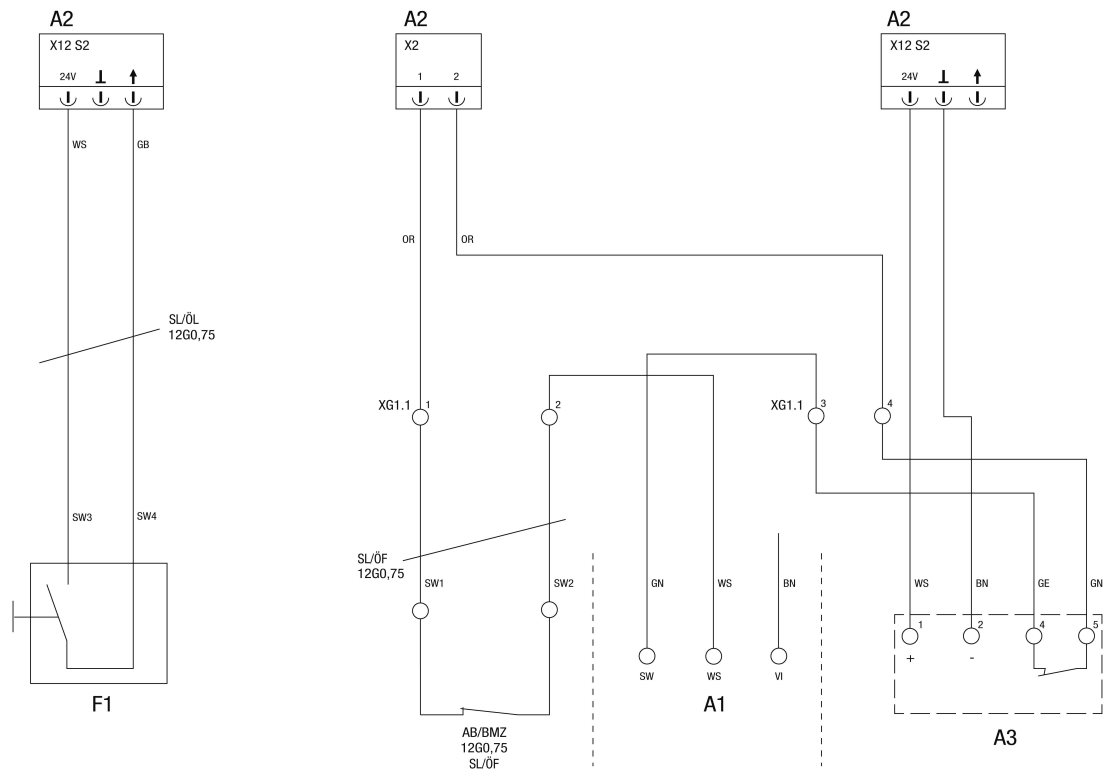 A2
X12 S2
24V
WS
GB
SL/ÖL
12G0,75
SW3
SW4
F1
A2
X2
1
2
OR
OR
XG1.1
1
2
SL/ÖF
12G0,75
SW1
SW2
AB/BMZ
12G0,75
SL/ÖF
GN
WS
BN
SW
WS
VI
A1
XG1.1
3
4
A2
X12 S2
24V
WS
BN
GE
GN
1
2
4
5
+
-
A3